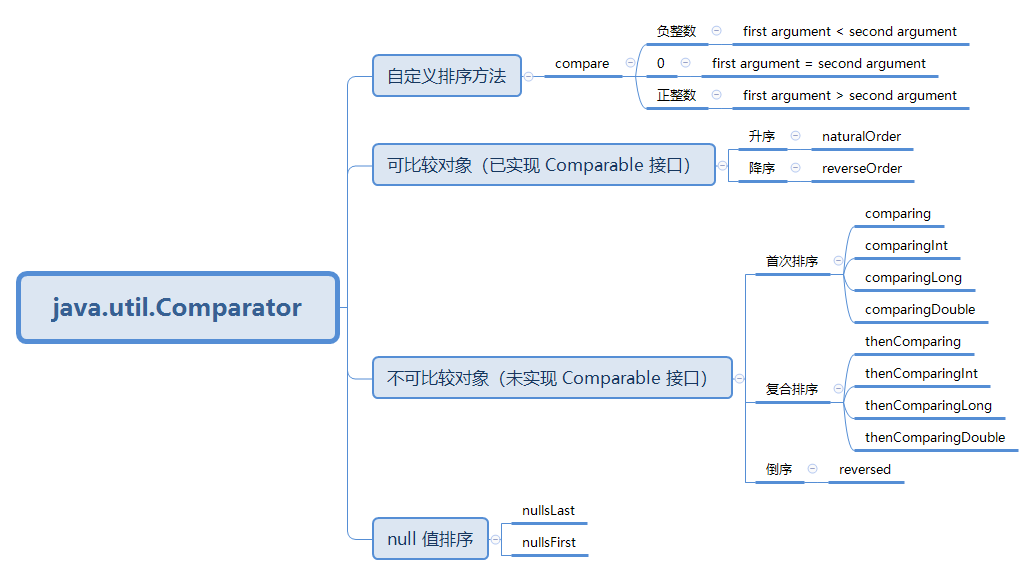 java.util.Comparator
自定义排序方法
compare
负整数
first argument < second argument
0
first argument = second argument
正整数
first argument > second argument
可比较对象（已实现 Comparable 接口）
升序
naturalOrder
降序
reverseOrder
不可比较对象（未实现 Comparable 接口）
首次排序
comparing
comparingInt
comparingLong
comparingDouble
复合排序
thenComparing
thenComparingInt
thenComparingLong
thenComparingDouble
倒序
reversed
null 值排序
nullsLast
nullsFirst